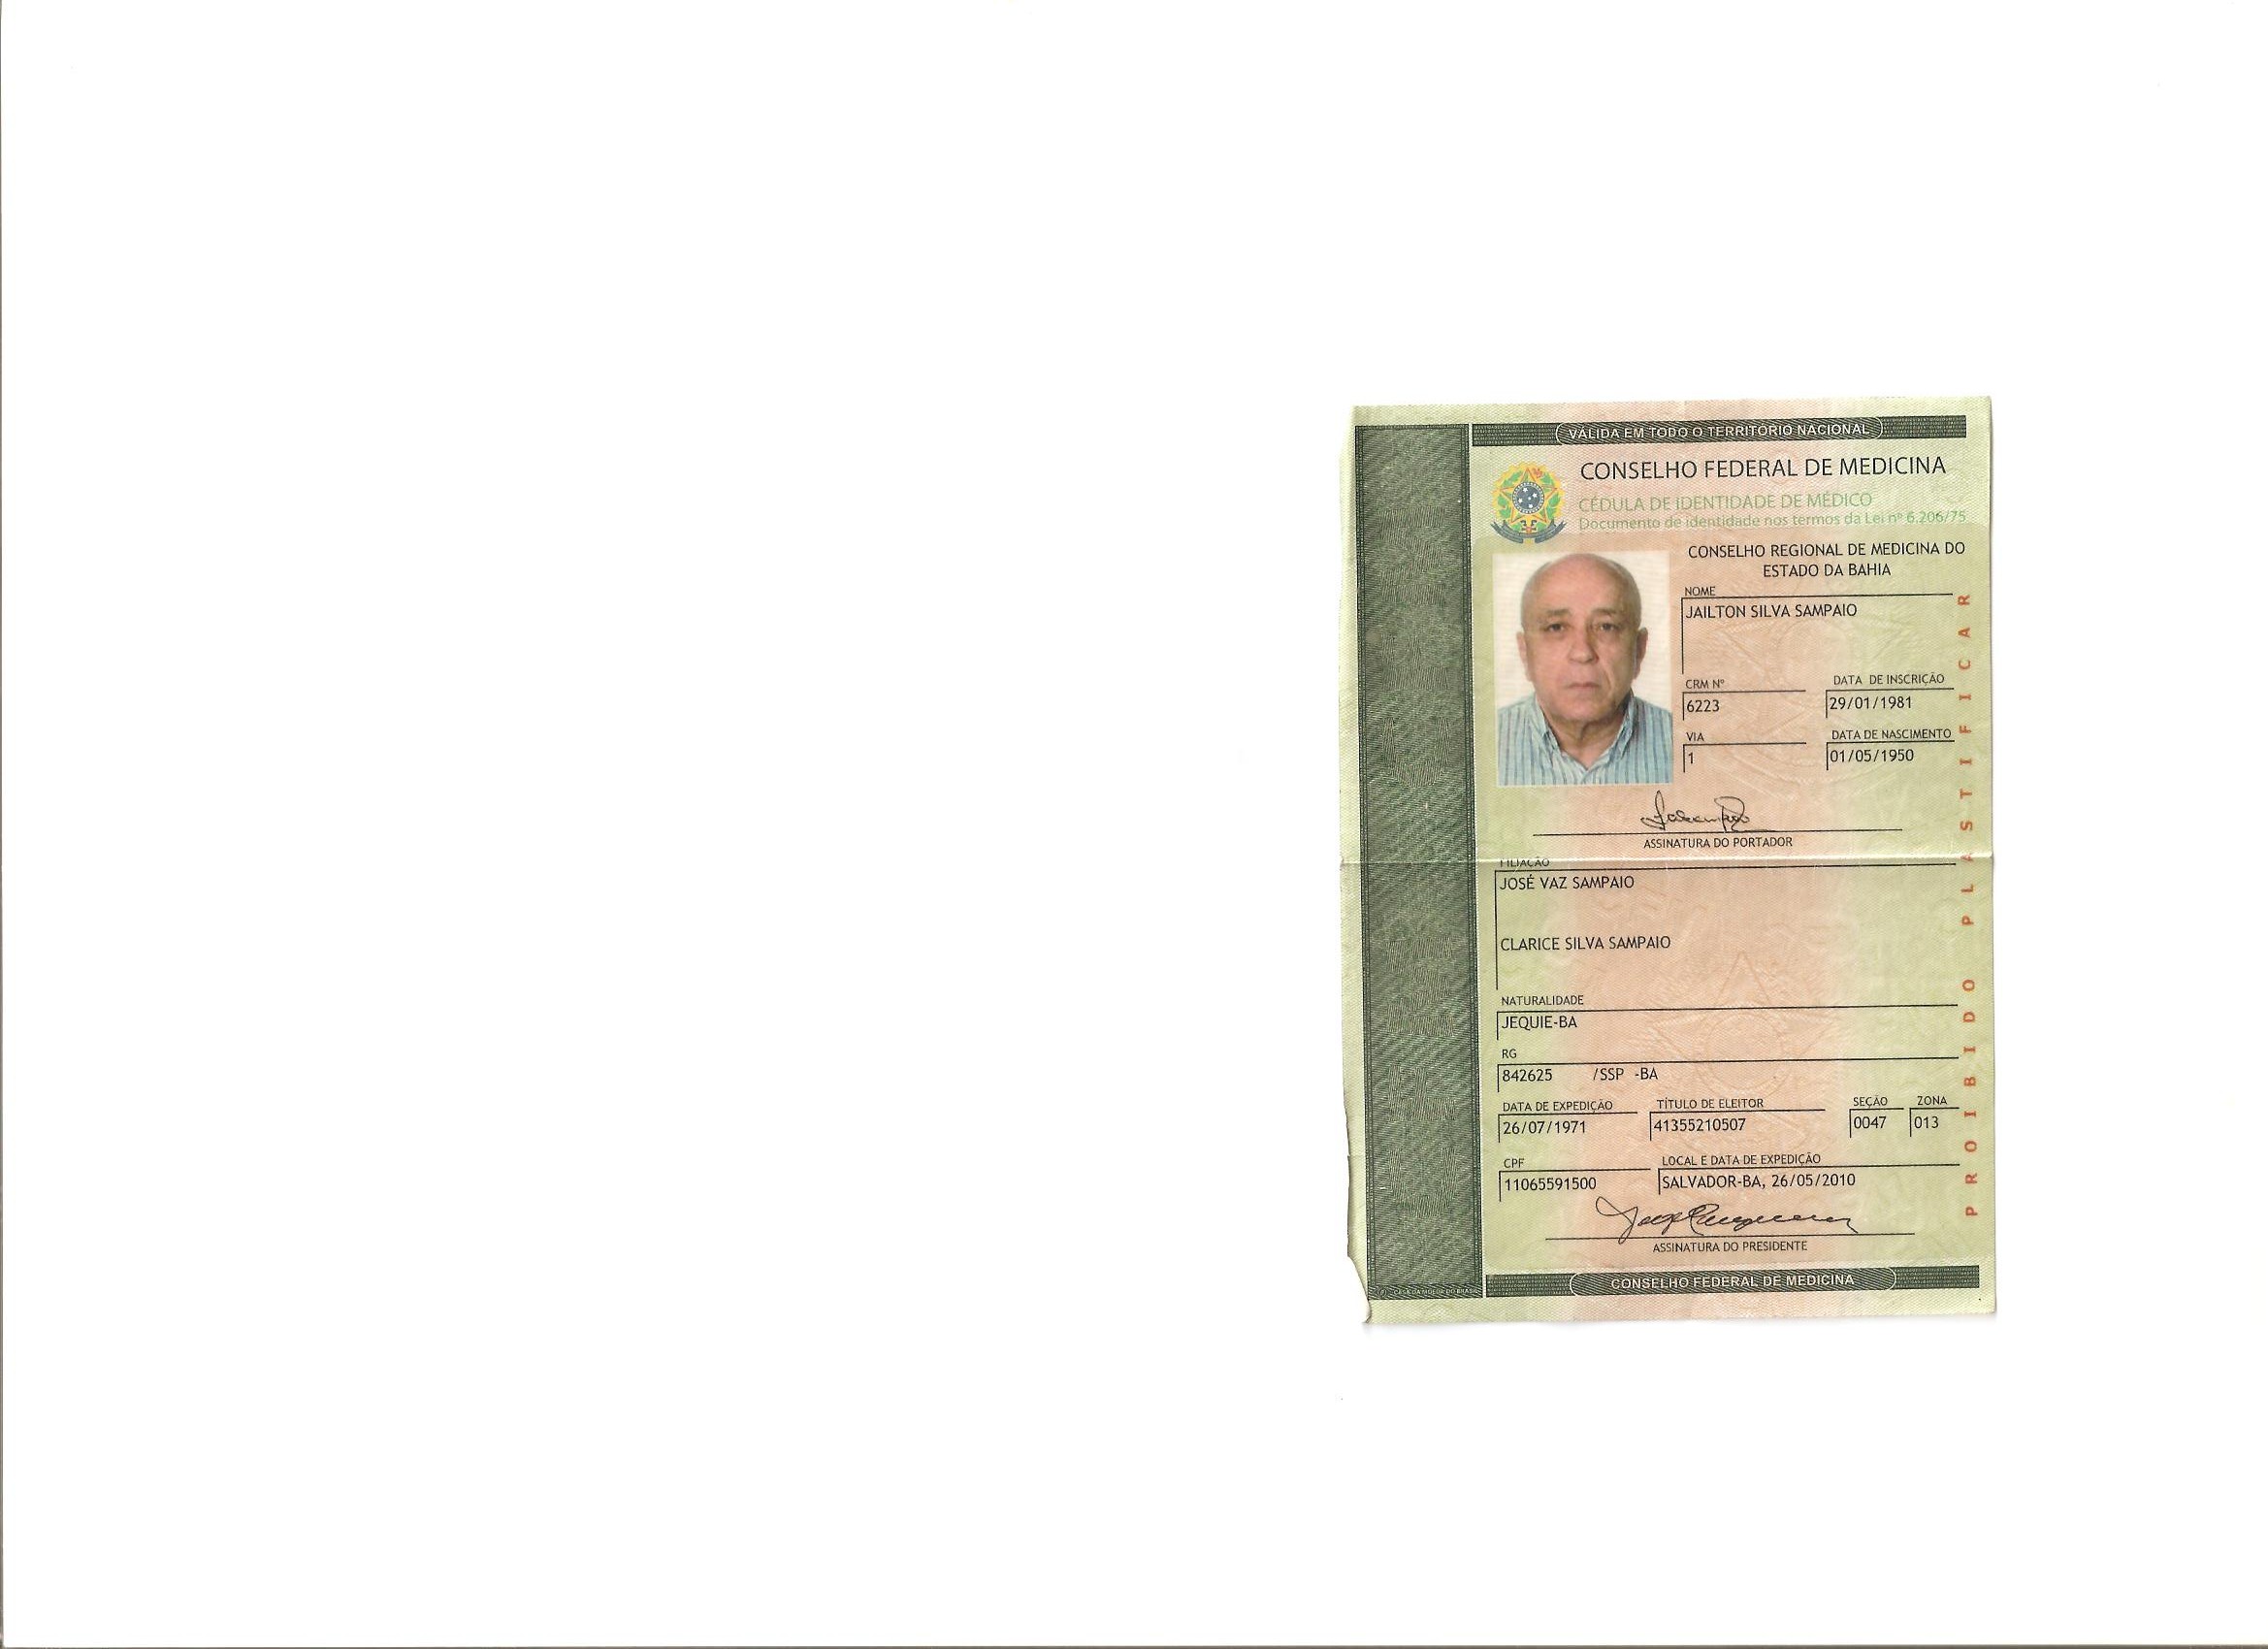 VÁLIDA EM TODO O TERRITÓRIO NACIONAL
CONSELHO FEDERAL DE MEDICINA
CÉDULA DE IDENTIDADE DE MÉDICO
Documento de identidade nos termos da Lei nº 6.206/75
CONSELHO REGIONAL DE MEDICINA DO
ESTADO DA BAHIA
NOME
JAILTON SILVA SAMPAIO
CRM Nº DATA DE INSCRIÇÃO
6223 29/01/1981
VIA DATA DE NASCIMENTO
1 01/05/1950
ASSINATURA DO PORTADOR
FILIAÇÃO
JOSÉ VAZ SAMPAIO
CLARICE SILVA SAMPAIO
NATURALIDADE
JEQUIE-BA
RG
842625 /SSP -BA
DATA DE EXPEDIÇÃO TÍTULO DE ELEITOR SEÇÃO ZONA
26/07/1971 41355210507 0047 013
CPF LOCAL E DATA DE EXPEDIÇÃO
11065591500 SALVADOR-BA, 26/05/2010
ASSINATURA DO PRESIDENTE
CONSELHO FEDERAL DE MEDICINA
PROIBIDO PLASTIFICAR